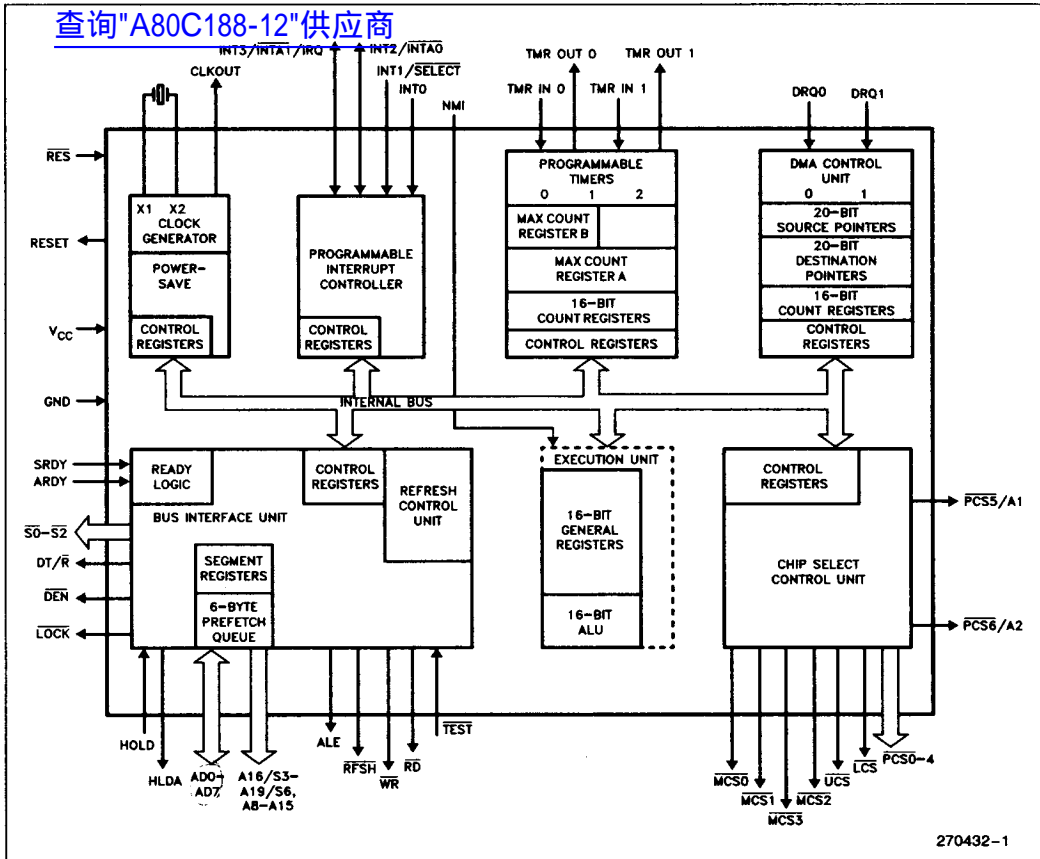 查询"A80C188-12"供应商
INT3/INTA1/IRQ
INT2/INTA0
TMR OUT 0
TMR OUT 1
CLKOUT
INT1/SELECT
INT0
TMR IN 0
TMR IN 1
DRQ0
DRQ1
NMI
RES
X1 X2
CLOCK
GENERATOR
POWER-
SAVE
CONTROL
REGISTERS
PROGRAMMABLE
INTERRUPT
CONTROLLER
CONTROL
REGISTERS
PROGRAMMABLE
TIMERS
0 1 2
MAX COUNT
REGISTER B
MAX COUNT
REGISTER A
16-BIT
COUNT REGISTERS
CONTROL REGISTERS
DMA CONTROL
UNIT
0 1
20-BIT
SOURCE POINTERS
20-BIT
DESTINATION
POINTERS
16-BIT
COUNT REGISTERS
CONTROL
REGISTERS
RESET
VCC
GND
INTERNAL BUS
SRDY
ARDY
S0-S2
DT/R
DEN
LOCK
READY
LOGIC
CONTROL
REGISTERS
REFRESH
CONTROL
UNIT
BUS INTERFACE UNIT
SEGMENT
REGISTERS
6-BYTE
PREFETCH
QUEUE
EXECUTION UNIT
16-BIT
GENERAL
REGISTERS
16-BIT
ALU
CONTROL
REGISTERS
CHIP SELECT
CONTROL UNIT
PCS5/A1
PCS6/A2
HOLD
HLDA
AD0-
AD7
A16/S3-
A19/S6,
A8-A15
ALE
RFSH
WR
RD
TEST
MCS0
MCS1
MCS3
MCS2
UCS
LCS
PCS0-4
270432-1